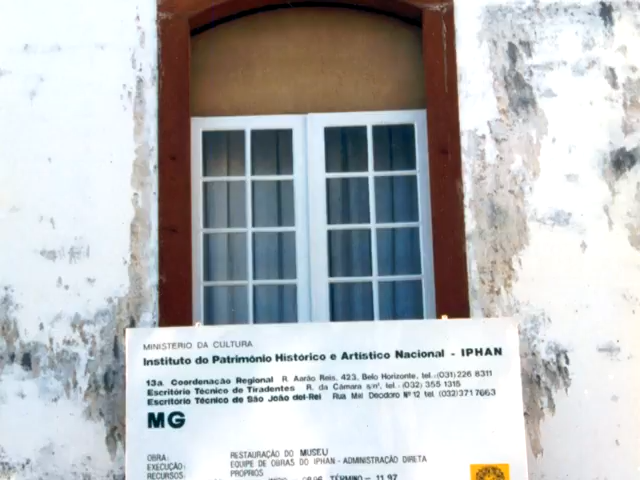 MINISTERIO DA CULTURA
Instituto do Patrimônio Histórico e Artístico Nacional - IPHAN
13a. Coordenação Regional R. Aarão Reis, 423, Belo Horizonte, tel.:(031)226 8311
Escritório Técnico de Tiradentes R. da Câmara s/nº, tel.: (032) 355 1315
Escritório Técnico de São João del-Rei Rua Mal Deodoro Nº 12 tel. (032)371 7663
MG
OBRA: RESTAURAÇÃO DO MUSEU
EXECUÇÃO: EQUIPE DE OBRAS DO IPHAN - ADMINISTRAÇÃO DIRETA
RECURSOS: PROPRIOS
TÉRMINO - 11.97